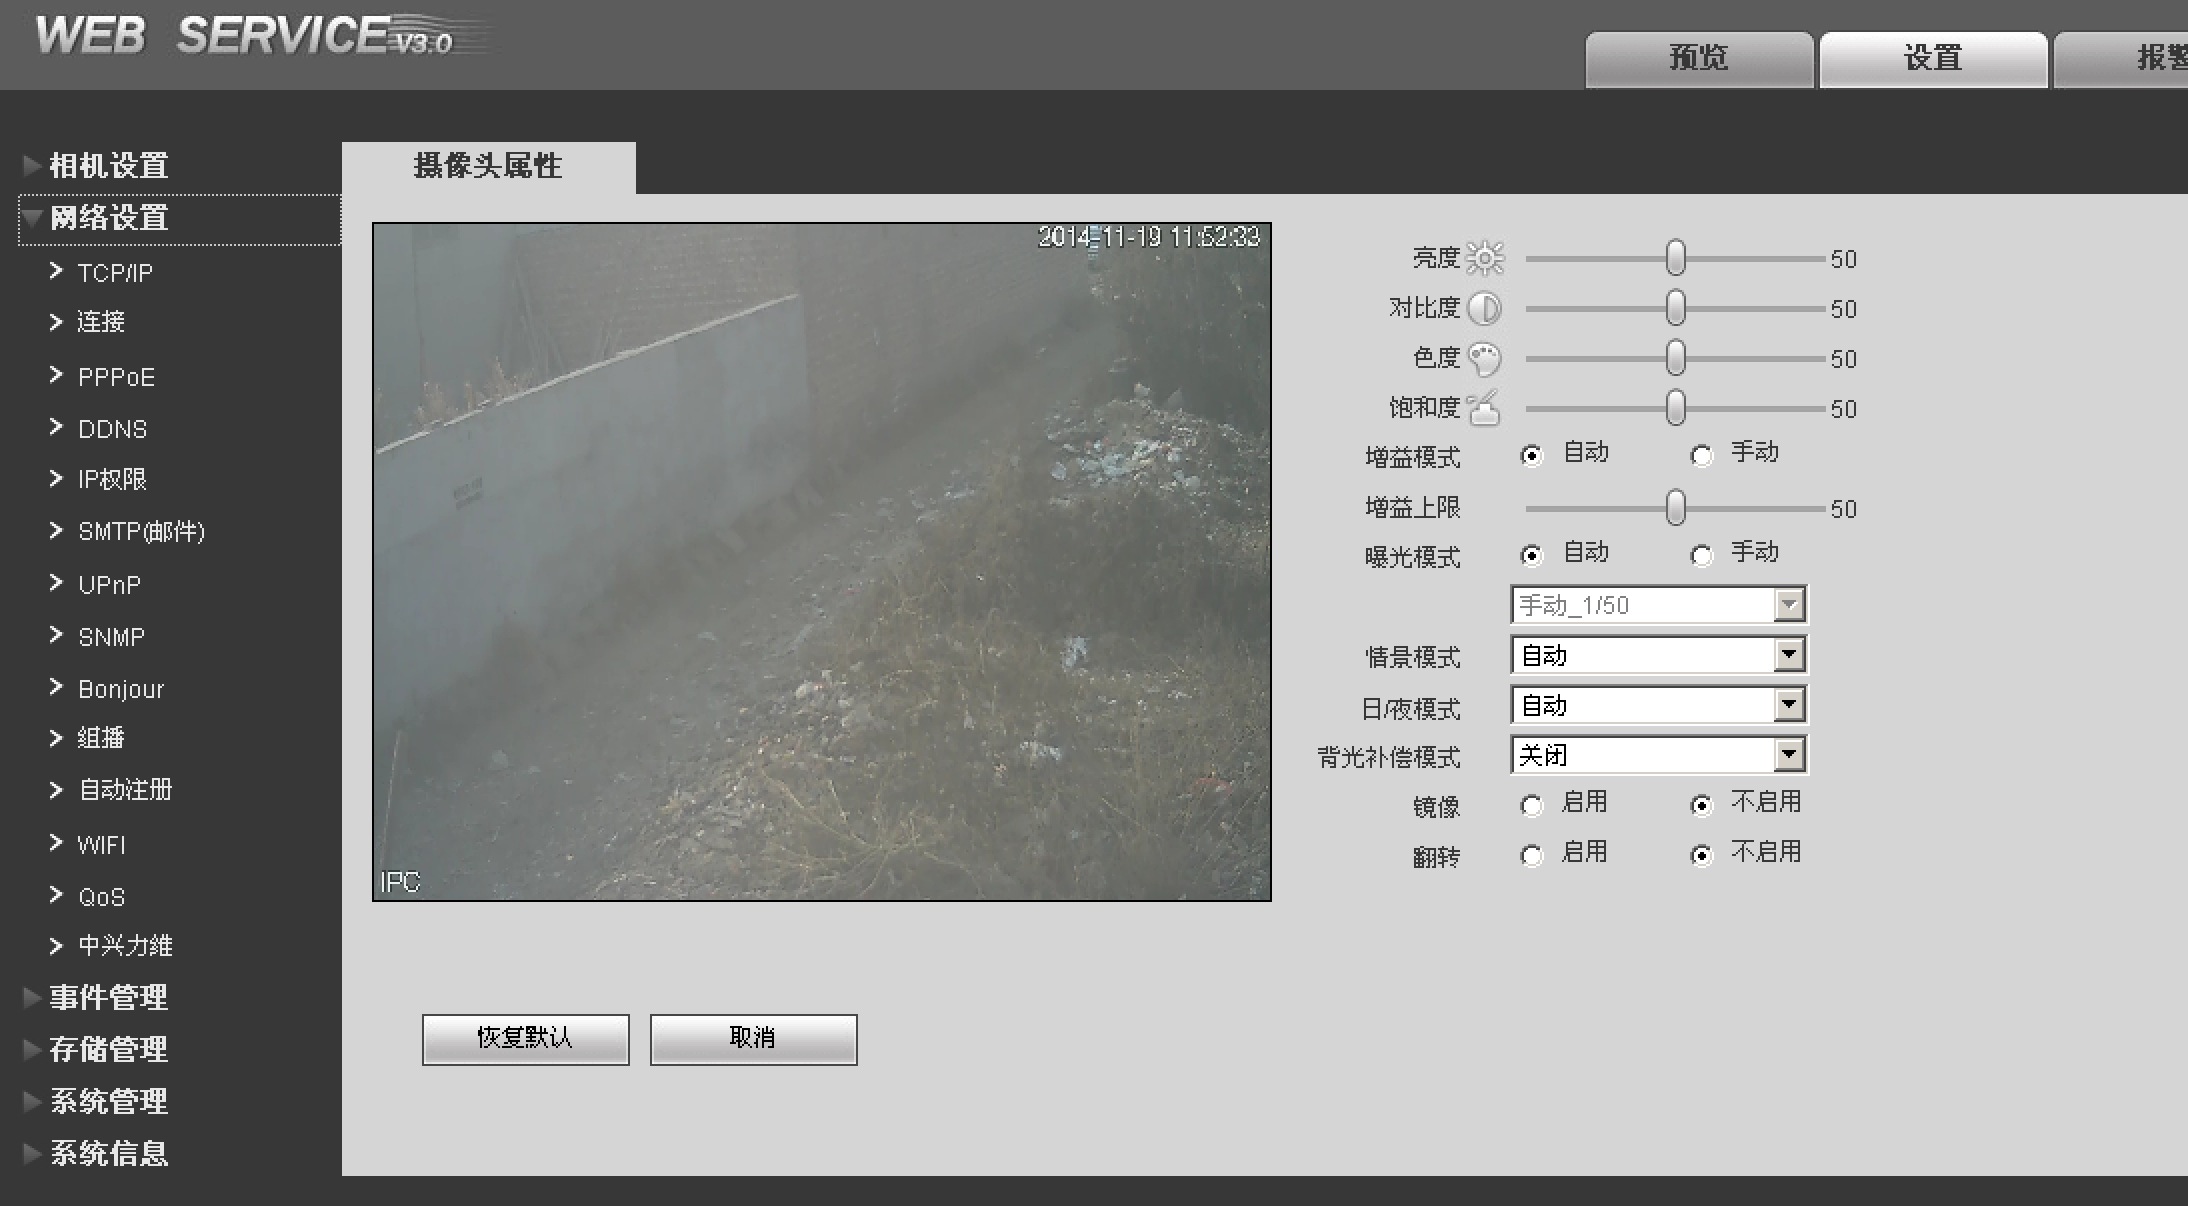 WEB SERVICE V3.0
预览
设置
相机设置
网络设置
TCP/IP
连接
PPPoE
DDNS
IP权限
SMTP(邮件)
UPnP
SNMP
Bonjour
组播
自动注册
WIFI
QoS
中兴力维
事件管理
存储管理
系统管理
系统信息
摄像头属性
2014-11-19 11:52:33
IPC
亮度 50
对比度 50
色度 50
饱和度 50
增益模式 自动 手动
增益上限 50
曝光模式 自动 手动
手动_1/50
情景模式 自动
日/夜模式 自动
背光补偿模式 关闭
镜像 启用 不启用
翻转 启用 不启用
恢复默认 取消